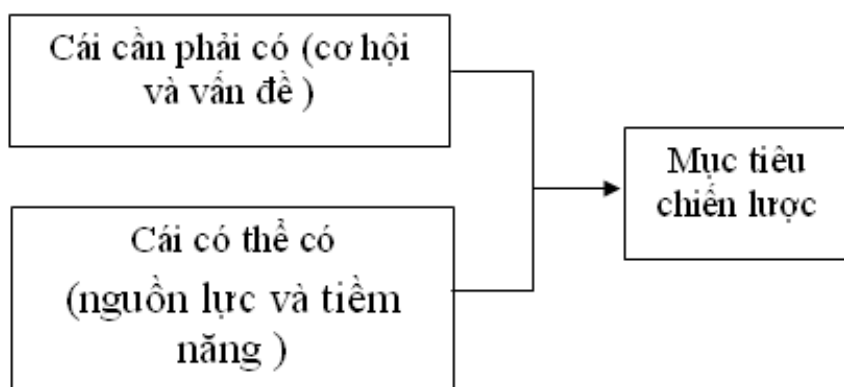 Cái cần phải có (cơ hội
và vấn đề )
Cái có thể có
(nguồn lực và tiềm
năng )
Mục tiêu
chiến lược